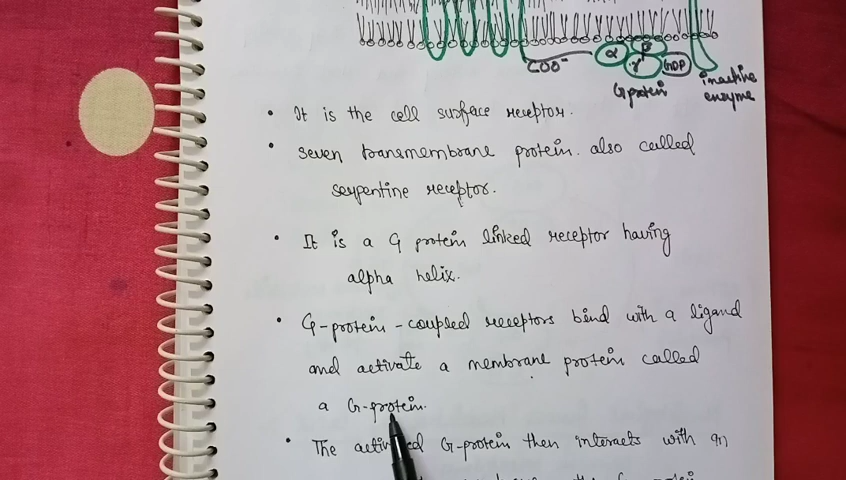 COO⁻
α
β
γ
GDP
G protein
inactive
enzyme
• It is the cell surface receptor.
• Seven transmembrane protein. also called
serpentine receptor.
• It is a G protein linked receptor having
alpha helix.
• G-protein-coupled receptors bind with a ligand
and activate a membrane protein called
a G-protein.
• The activ ed G-protein then interacts with an